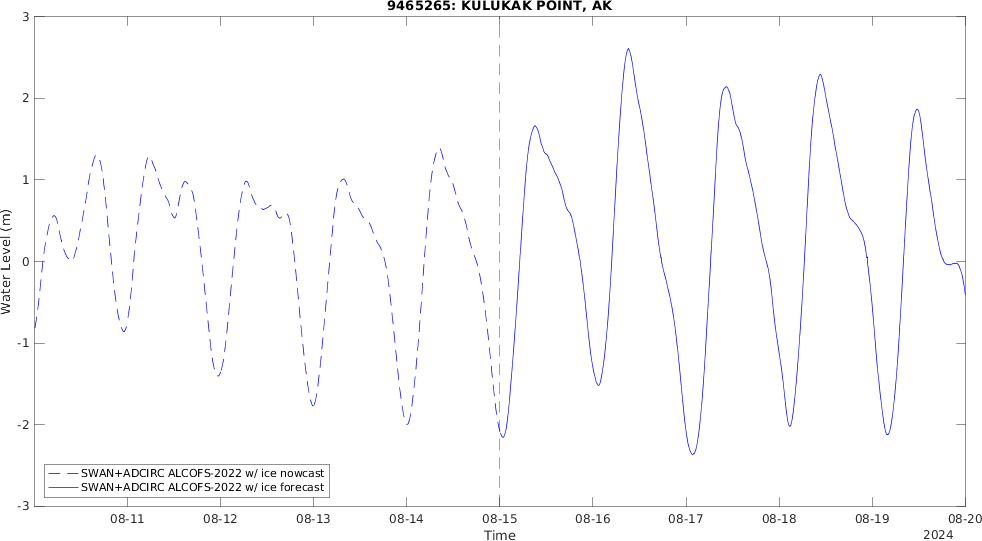 9465265: KULUKAK POINT, AK
3
2
1
0
-1
-2
-3
Water Level (m)
SWAN+ADCIRC ALCOFS-2022 w/ ice nowcast
SWAN+ADCIRC ALCOFS-2022 w/ ice forecast
08-11 08-12 08-13 08-14 08-15 08-16 08-17 08-18 08-19 08-20
Time
2024